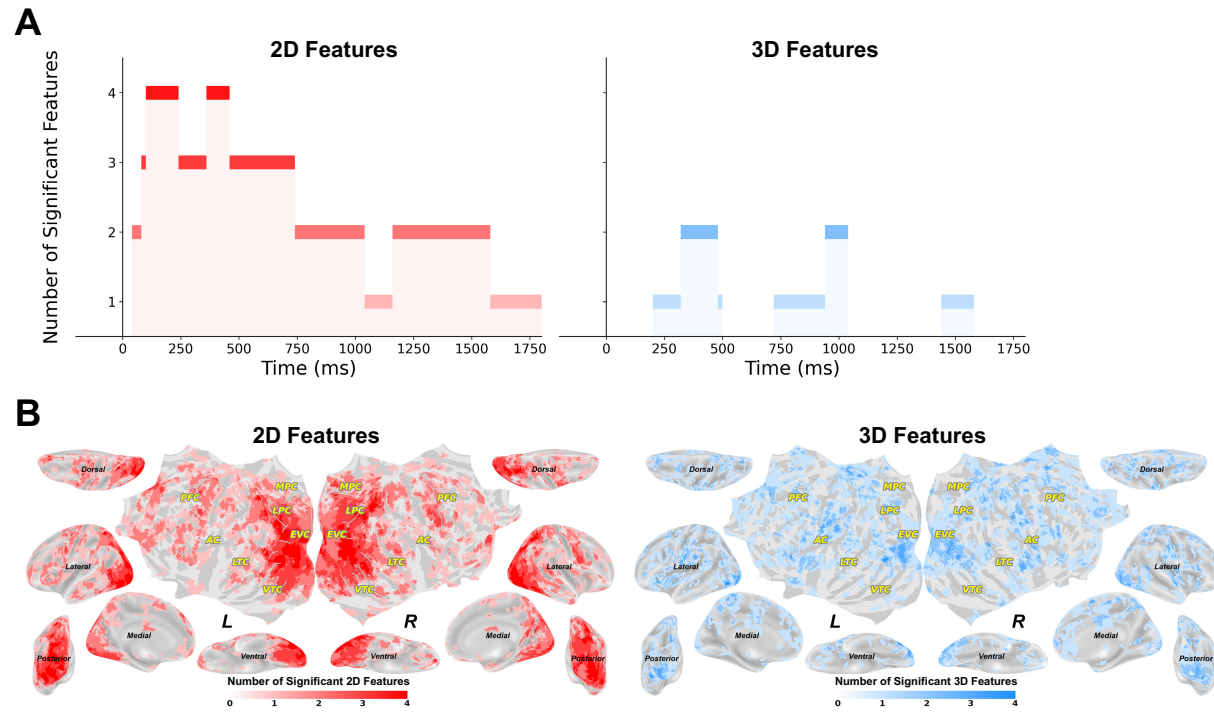 A
2D Features
3D Features
Number of Significant Features
4
3
2
1
0 250 500 750 1000 1250 1500 1750
0 250 500 750 1000 1250 1500 1750
Time (ms)
Time (ms)
B
2D Features
3D Features
Dorsal
PFC
MPC
MPC
PFC
Dorsal
LPC
LPC
EVC
EVC
AC
AC
Lateral
LTC
LTC
Lateral
VTC
VTC
L
R
Posterior
Medial
Ventral
Ventral
Medial
Posterior
Number of Significant 2D Features
0 1 2 3 4
Dorsal
PFC
MPC
MPC
PFC
Dorsal
LPC
LPC
EVC
EVC
AC
AC
Lateral
LTC
LTC
Lateral
VTC
VTC
L
R
Posterior
Medial
Ventral
Ventral
Medial
Posterior
Number of Significant 3D Features
0 1 2 3 4